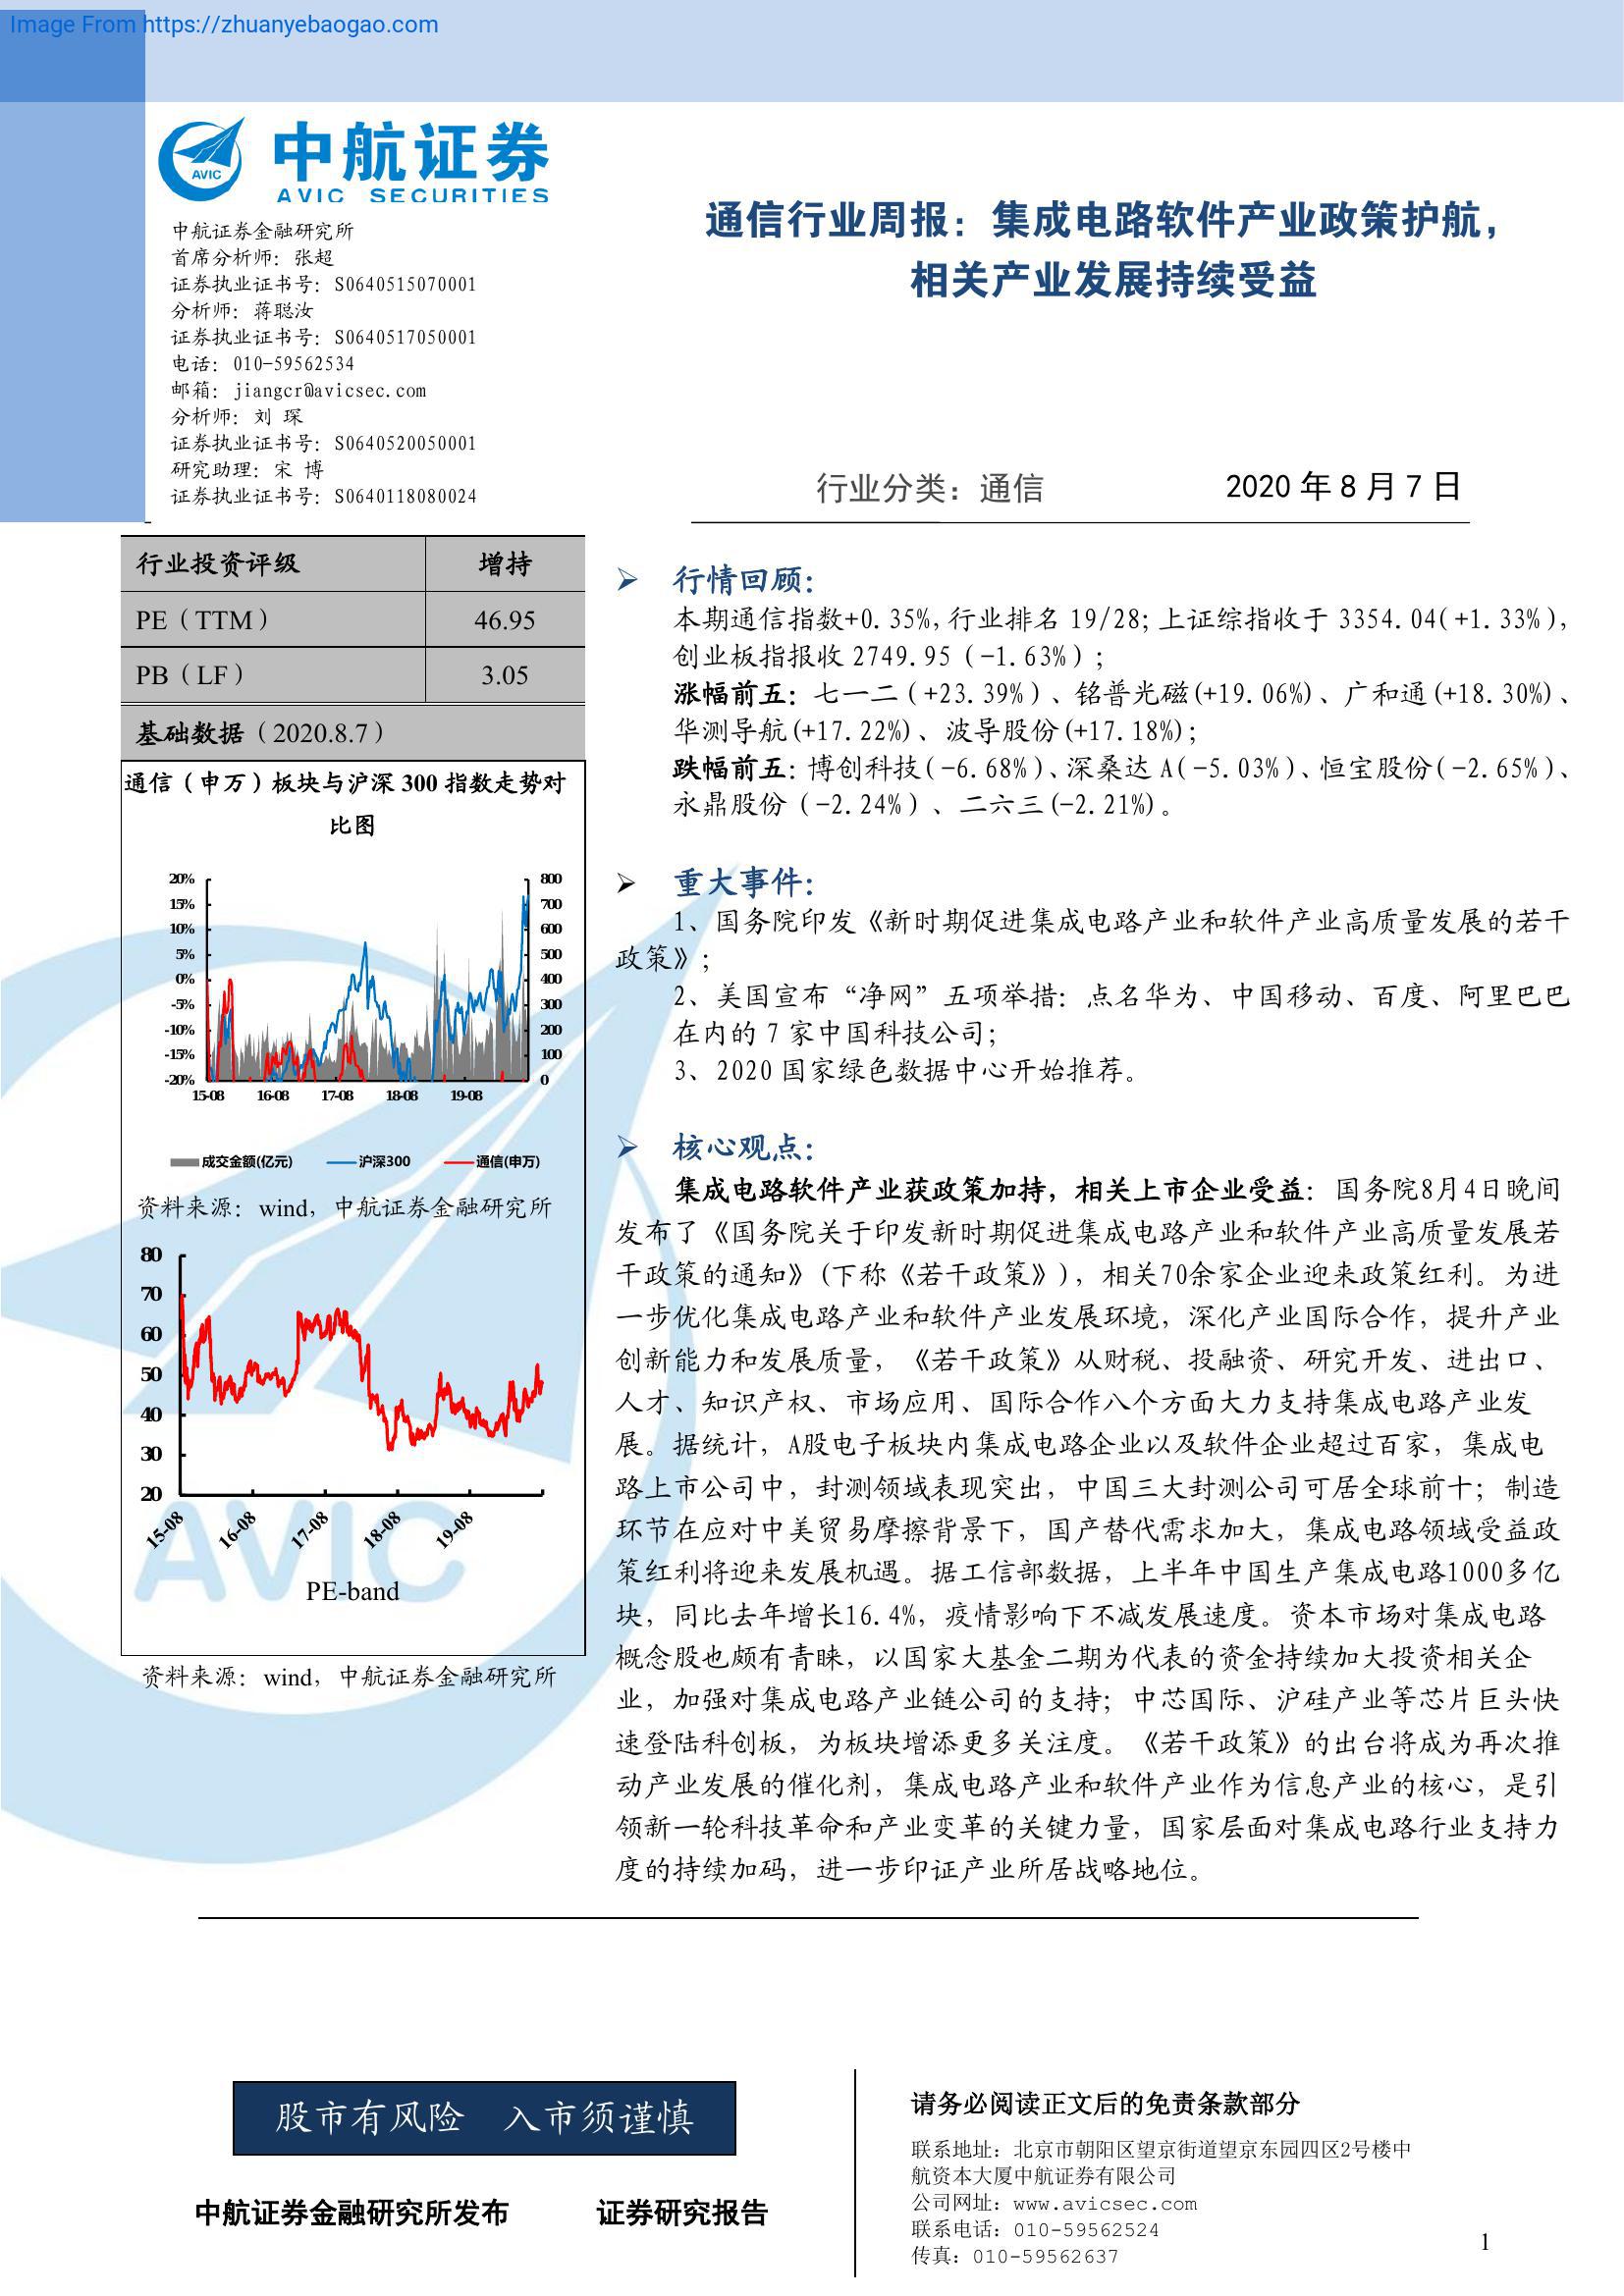 Image From https://zhuanyebaogao.com
AVIC
中航证券
AVIC SECURITIES
中航证券金融研究所
首席分析师：张超
证券执业证书号：S0640515070001
分析师：蒋聪汝
证券执业证书号：S0640517050001
电话：010-59562534
邮箱：jiangcr@avicsec.com
分析师：刘 琛
证券执业证书号：S0640520050001
研究助理：宋 博
证券执业证书号：S0640118080024
通信行业周报：集成电路软件产业政策护航，
相关产业发展持续受益
行业分类：通信 2020 年 8 月 7 日
行业投资评级 增持
PE（TTM） 46.95
PB（LF） 3.05
基础数据（2020.8.7）
通信（申万）板块与沪深 300 指数走势对
比图
20% 800
15% 700
10% 600
5% 500
0% 400
-5% 300
-10% 200
-15% 100
-20% 0
15-08 16-08 17-08 18-08 19-08
成交金额(亿元) 沪深300 通信(申万)
资料来源：wind，中航证券金融研究所
80
70
60
50
40
30
20
15-08 16-08 17-08 18-08 19-08
AVIC
PE-band
资料来源：wind，中航证券金融研究所
➢ 行情回顾：
本期通信指数+0.35%，行业排名 19/28；上证综指收于 3354.04(+1.33%)，
创业板指报收 2749.95（-1.63%）；
涨幅前五：七一二（+23.39%）、铭普光磁(+19.06%)、广和通(+18.30%)、
华测导航(+17.22%)、波导股份(+17.18%)；
跌幅前五：博创科技(-6.68%)、深桑达 A(-5.03%)、恒宝股份(-2.65%)、
永鼎股份（-2.24%）、二六三(-2.21%)。
➢ 重大事件：
1、国务院印发《新时期促进集成电路产业和软件产业高质量发展的若干
政策》；
2、美国宣布“净网”五项举措：点名华为、中国移动、百度、阿里巴巴
在内的 7 家中国科技公司；
3、2020 国家绿色数据中心开始推荐。
➢ 核心观点：
集成电路软件产业获政策加持，相关上市企业受益：国务院8月4日晚间
发布了《国务院关于印发新时期促进集成电路产业和软件产业高质量发展若
干政策的通知》(下称《若干政策》)，相关70余家企业迎来政策红利。为进
一步优化集成电路产业和软件产业发展环境，深化产业国际合作，提升产业
创新能力和发展质量，《若干政策》从财税、投融资、研究开发、进出口、
人才、知识产权、市场应用、国际合作八个方面大力支持集成电路产业发
展。据统计，A股电子板块内集成电路企业以及软件企业超过百家，集成电
路上市公司中，封测领域表现突出，中国三大封测公司可居全球前十；制造
环节在应对中美贸易摩擦背景下，国产替代需求加大，集成电路领域受益政
策红利将迎来发展机遇。据工信部数据，上半年中国生产集成电路1000多亿
块，同比去年增长16.4%，疫情影响下不减发展速度。资本市场对集成电路
概念股也颇有青睐，以国家大基金二期为代表的资金持续加大投资相关企
业，加强对集成电路产业链公司的支持；中芯国际、沪硅产业等芯片巨头快
速登陆科创板，为板块增添更多关注度。《若干政策》的出台将成为再次推
动产业发展的催化剂，集成电路产业和软件产业作为信息产业的核心，是引
领新一轮科技革命和产业变革的关键力量，国家层面对集成电路行业支持力
度的持续加码，进一步印证产业所居战略地位。
股市有风险 入市须谨慎
中航证券金融研究所发布 证券研究报告
请务必阅读正文后的免责条款部分
联系地址：北京市朝阳区望京街道望京东园四区2号楼中
航资本大厦中航证券有限公司
公司网址：www.avicsec.com
联系电话：010-59562524
传真：010-59562637
1